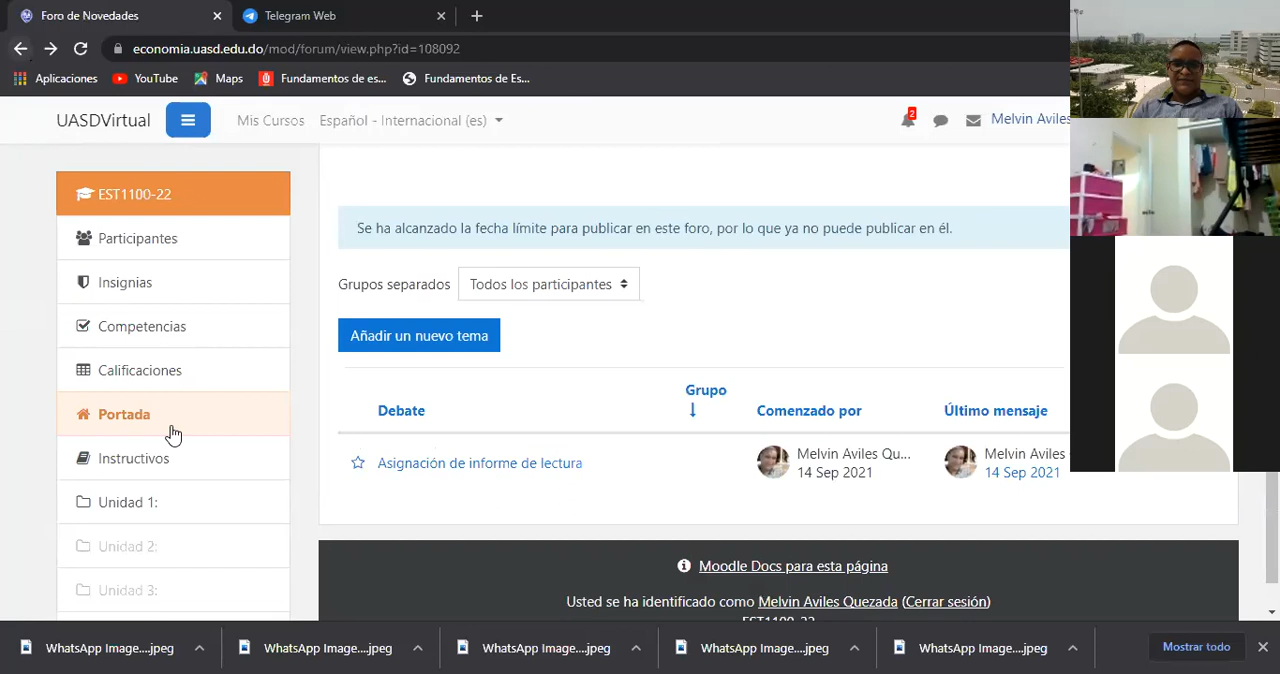 Foro de Novedades
Telegram Web
economia.uasd.edu.do/mod/forum/view.php?id=108092
Aplicaciones YouTube Maps Fundamentos de es... Fundamentos de Es...
UASDVirtual Mis Cursos Español - Internacional (es) 2 Melvin Aviles
EST1100-22
Participantes
Insignias
Competencias
Calificaciones
Portada
Instructivos
Unidad 1:
Unidad 2:
Unidad 3:
Se ha alcanzado la fecha límite para publicar en este foro, por lo que ya no puede publicar en él.
Grupos separados Todos los participantes
Añadir un nuevo tema
Debate Grupo ↓ Comenzado por Último mensaje
Asignación de informe de lectura
Melvin Aviles Qu...
14 Sep 2021
Melvin Aviles
14 Sep 2021
Moodle Docs para esta página
Usted se ha identificado como Melvin Aviles Quezada (Cerrar sesión)
EST1100-22
WhatsApp Image....jpeg WhatsApp Image....jpeg WhatsApp Image....jpeg WhatsApp Image....jpeg WhatsApp Image....jpeg Mostrar todo